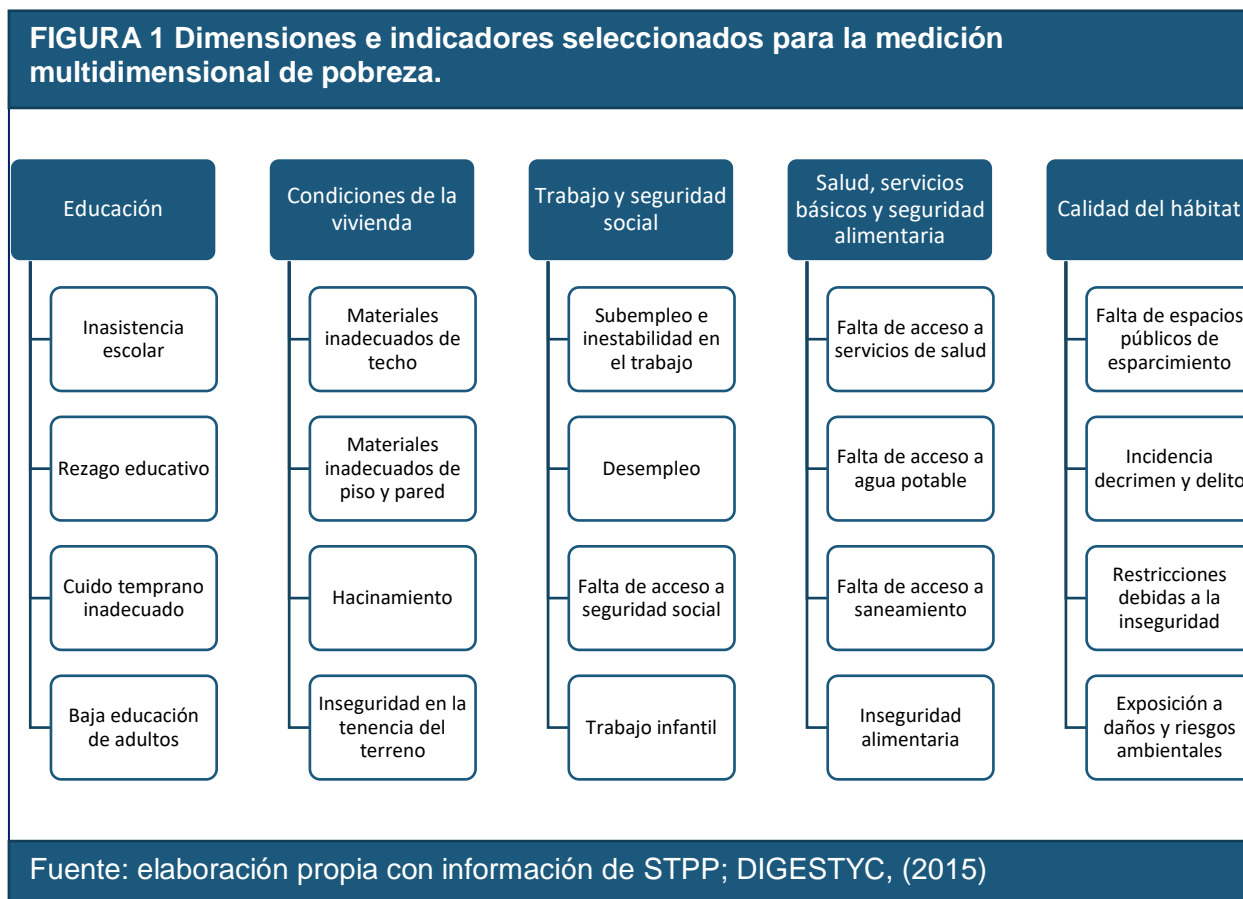 FIGURA 1 Dimensiones e indicadores seleccionados para la medición
multidimensional de pobreza.
Educación
Inasistencia
escolar
Rezago educativo
Cuido temprano
inadecuado
Baja educación
de adultos
Condiciones de la
vivienda
Materiales
inadecuados de
techo
Materiales
inadecuados de
piso y pared
Hacinamiento
Inseguridad en la
tenencia del
terreno
Trabajo y seguridad
social
Subempleo e
inestabilidad en
el trabajo
Desempleo
Falta de acceso a
seguridad social
Trabajo infantil
Salud, servicios
básicos y seguridad
alimentaria
Falta de acceso a
servicios de salud
Falta de acceso a
agua potable
Falta de acceso a
saneamiento
Inseguridad
alimentaria
Calidad del hábitat
Falta de espacios
públicos de
esparcimiento
Incidencia
decrimen y delito
Restricciones
debidas a la
inseguridad
Exposición a
daños y riesgos
ambientales
Fuente: elaboración propia con información de STPP; DIGESTYC, (2015)